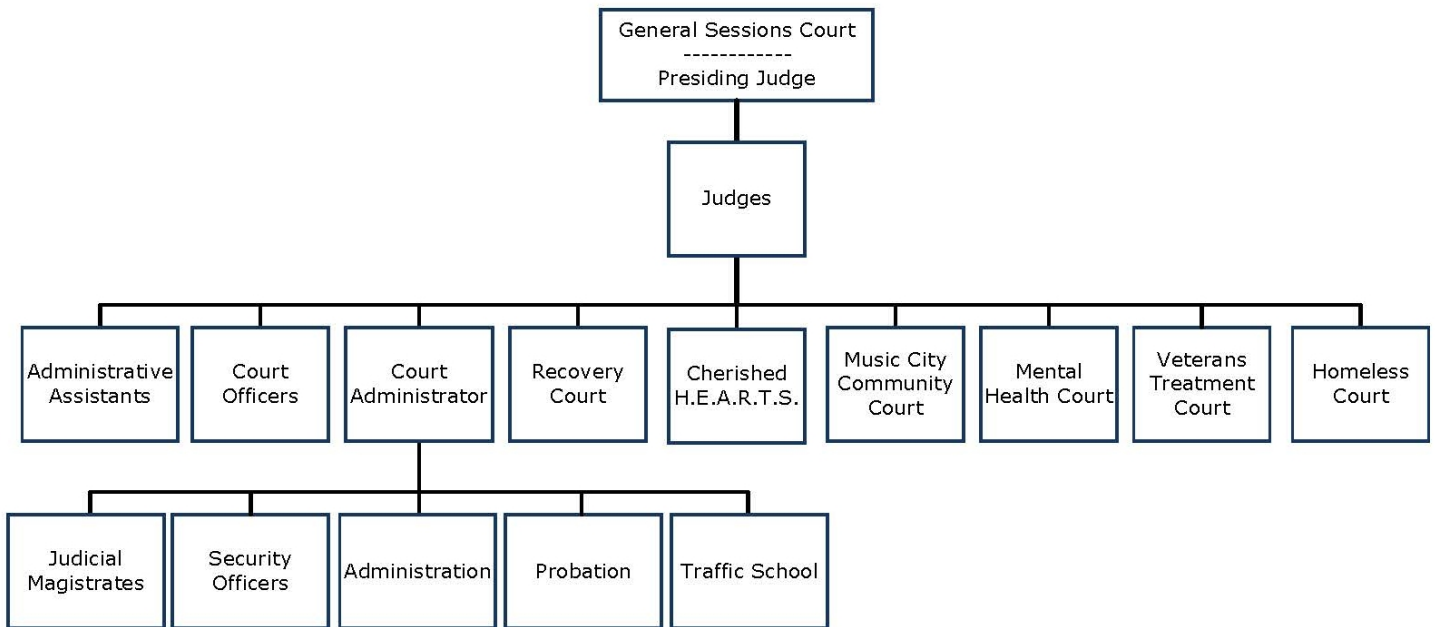 General Sessions Court
------------
Presiding Judge
Judges
Administrative
Assistants
Court
Officers
Court
Administrator
Recovery
Court
Cherished
H.E.A.R.T.S.
Music City
Community
Court
Mental
Health Court
Veterans
Treatment
Court
Homeless
Court
Judicial
Magistrates
Security
Officers
Administration
Probation
Traffic School